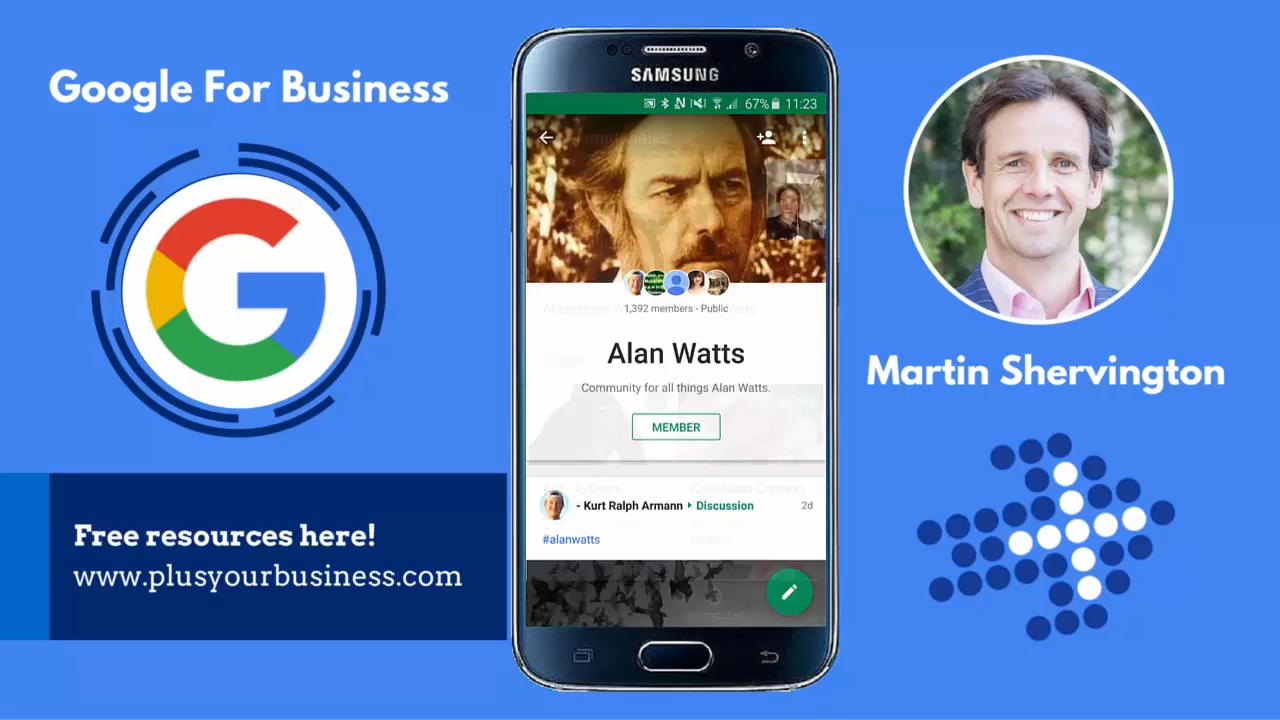 Google For Business
SAMSUNG
67% 11:23
1,392 members - Public
Alan Watts
Community for all things Alan Watts.
MEMBER
- Kurt Ralph Armann ▸ Discussion 2d
#alanwatts
Martin Shervington
Free resources here!
www.plusyourbusiness.com